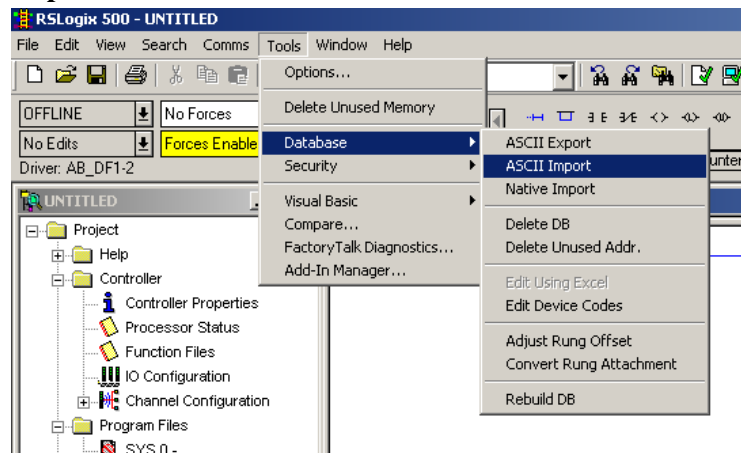 RSLogix 500 - UNTITLED
File Edit View Search Comms Tools Window Help
OFFLINE No Forces
No Edits Forces Enable
Driver: AB_DF1-2
Options...
Delete Unused Memory
Database
Security
Visual Basic
Compare...
FactoryTalk Diagnostics...
Add-In Manager...
ASCII Export
ASCII Import
Native Import
Delete DB
Delete Unused Addr.
Edit Using Excel
Edit Device Codes
Adjust Rung Offset
Convert Rung Attachment
Rebuild DB
UNTITLED
Project
Help
Controller
Controller Properties
Processor Status
Function Files
IO Configuration
Channel Configuration
Program Files
SYS 0 -